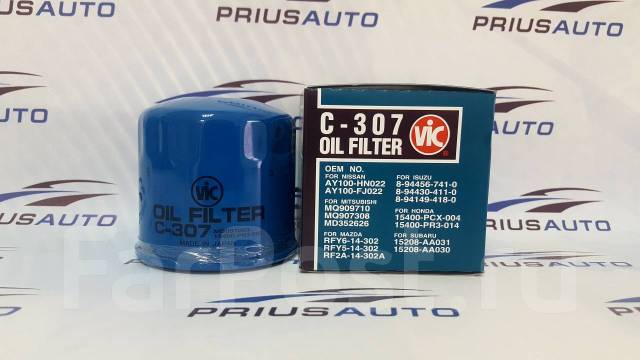 PRIUSAUTO
PRIUSAUTO
PRIUSAUTO
VIC
OIL FILTER
C-307
MADE IN JAPAN
C-307
OIL FILTER
VIC
OEM NO.
FOR NISSAN
AY100-HN022
AY100-FJ022
FOR MITSUBISHI
MQ909710
MQ907308
MD352626
FOR MAZDA
RFY6-14-302
RFY5-14-302
RF2A-14-302A
FOR ISUZU
8-94456-741-0
8-94430-411-0
8-94149-418-0
FOR HONDA
15400-PCX-004
15400-PR3-014
FOR SUBARU
15208-AA031
15208-AA030
PRIUSAUTO
PRIUSAUTO
FarPost.ru